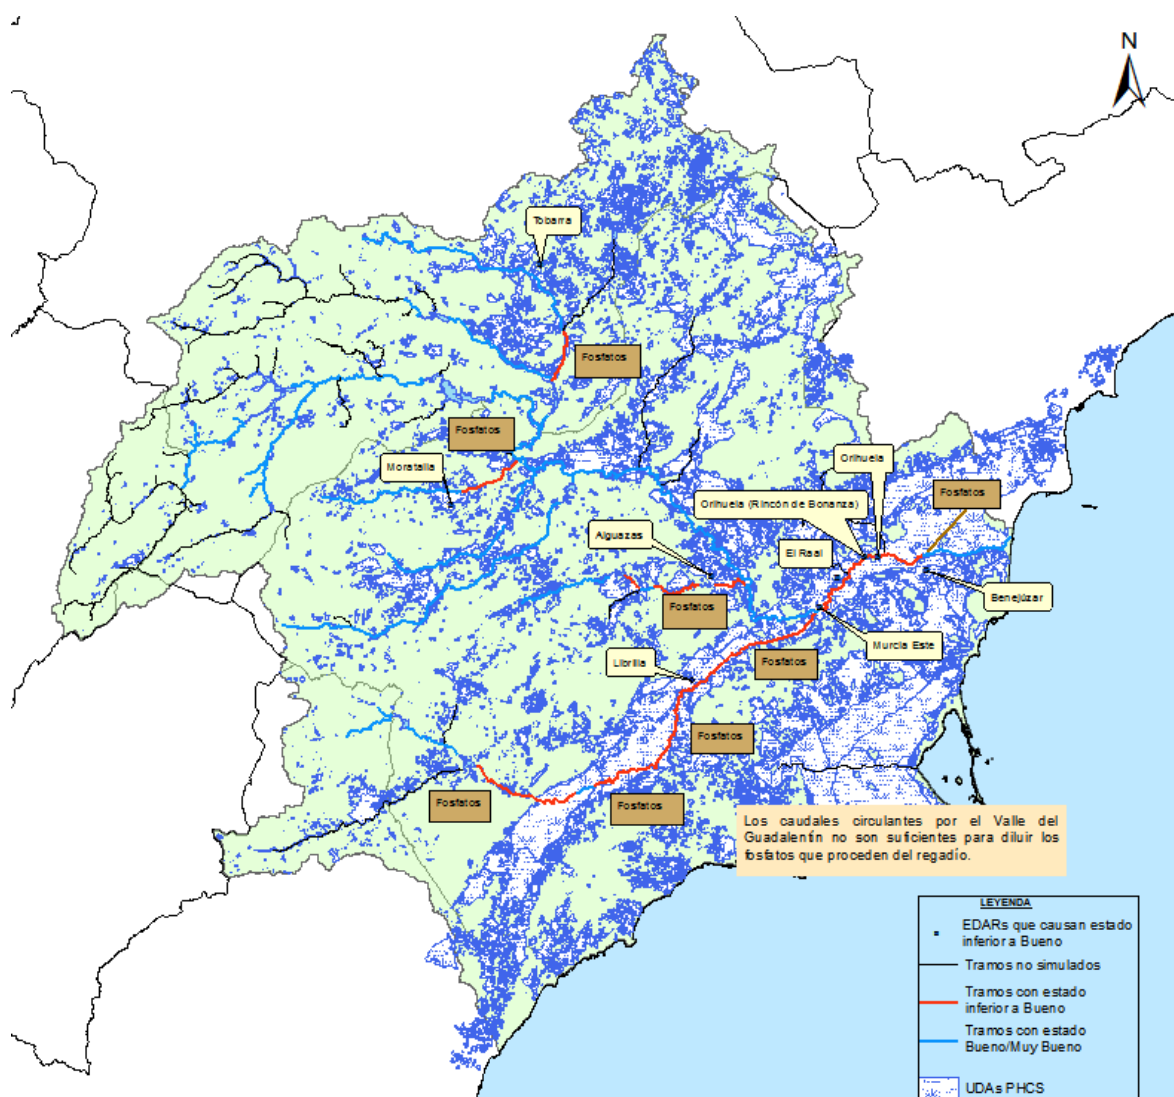 N
Tobarra
Fosfatos
Fosfatos
Moratalla
Orihuela
Fosfatos
Orihuela (Rincón de Bonanza)
Alguazas
El Raal
Fosfatos
Benejúzar
Murcia Este
Librilla
Fosfatos
Fosfatos
Fosfatos
Fosfatos
Los caudales circulantes por el Valle del
Guadalentín no son suficientes para diluir los
fosfatos que proceden del regadío.
LEYENDA
EDARs que causan estado
inferior a Bueno
Tramos no simulados
Tramos con estado
inferior a Bueno
Tramos con estado
Bueno/Muy Bueno
UDAs PHCS